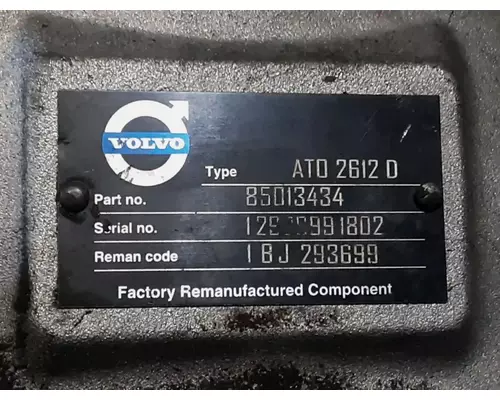 VOLVO
Type ATO 2612 D
Part no. 85013434
Serial no.
Reman code 1BJ 293699
Factory Remanufactured Component